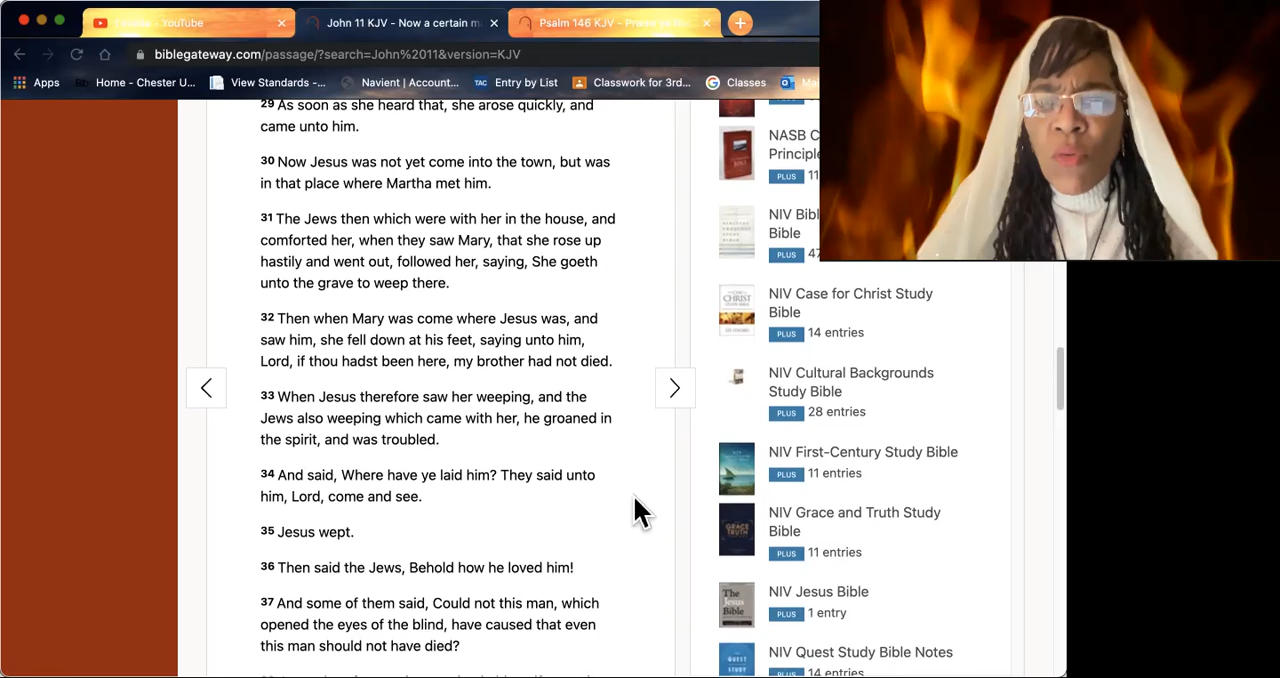 YouTube
John 11 KJV - Now a certain m
Psalm 146 KJV - Praise
biblegateway.com/passage/?search=John%2011&version=KJV
Apps
Home - Chester U...
View Standards -...
Navient | Account...
TAC
Entry by List
Classwork for 3rd...
Classes
29 As soon as she heard that, she arose quickly, and
came unto him.
30 Now Jesus was not yet come into the town, but was
in that place where Martha met him.
31 The Jews then which were with her in the house, and
comforted her, when they saw Mary, that she rose up
hastily and went out, followed her, saying, She goeth
unto the grave to weep there.
32 Then when Mary was come where Jesus was, and
saw him, she fell down at his feet, saying unto him,
Lord, if thou hadst been here, my brother had not died.
33 When Jesus therefore saw her weeping, and the
Jews also weeping which came with her, he groaned in
the spirit, and was troubled.
34 And said, Where have ye laid him? They said unto
him, Lord, come and see.
35 Jesus wept.
36 Then said the Jews, Behold how he loved him!
37 And some of them said, Could not this man, which
opened the eyes of the blind, have caused that even
this man should not have died?
NASB C
Principle
PLUS 11
NIV Bibl
Bible
PLUS 47
NIV Case for Christ Study
Bible
PLUS 14 entries
NIV Cultural Backgrounds
Study Bible
PLUS 28 entries
NIV First-Century Study Bible
PLUS 11 entries
NIV Grace and Truth Study
Bible
PLUS 11 entries
NIV Jesus Bible
PLUS 1 entry
NIV Quest Study Bible Notes
PLUS 14 entries
CHRIST
GRACE
TRUTH
The
Jesus
Bible
QUEST
STUDY